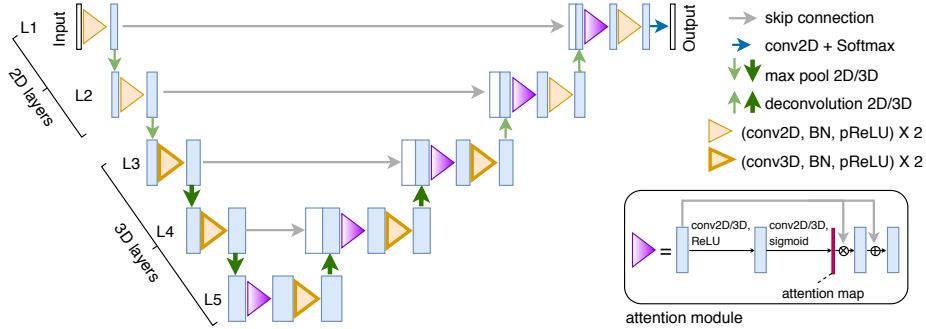 L1
Input
Output
2D layers
L2
L3
3D layers
L4
L5
skip connection
conv2D + Softmax
max pool 2D/3D
deconvolution 2D/3D
(conv2D, BN, pReLU) X 2
(conv3D, BN, pReLU) X 2
=
conv2D/3D,
ReLU
conv2D/3D,
sigmoid
attention map
attention module